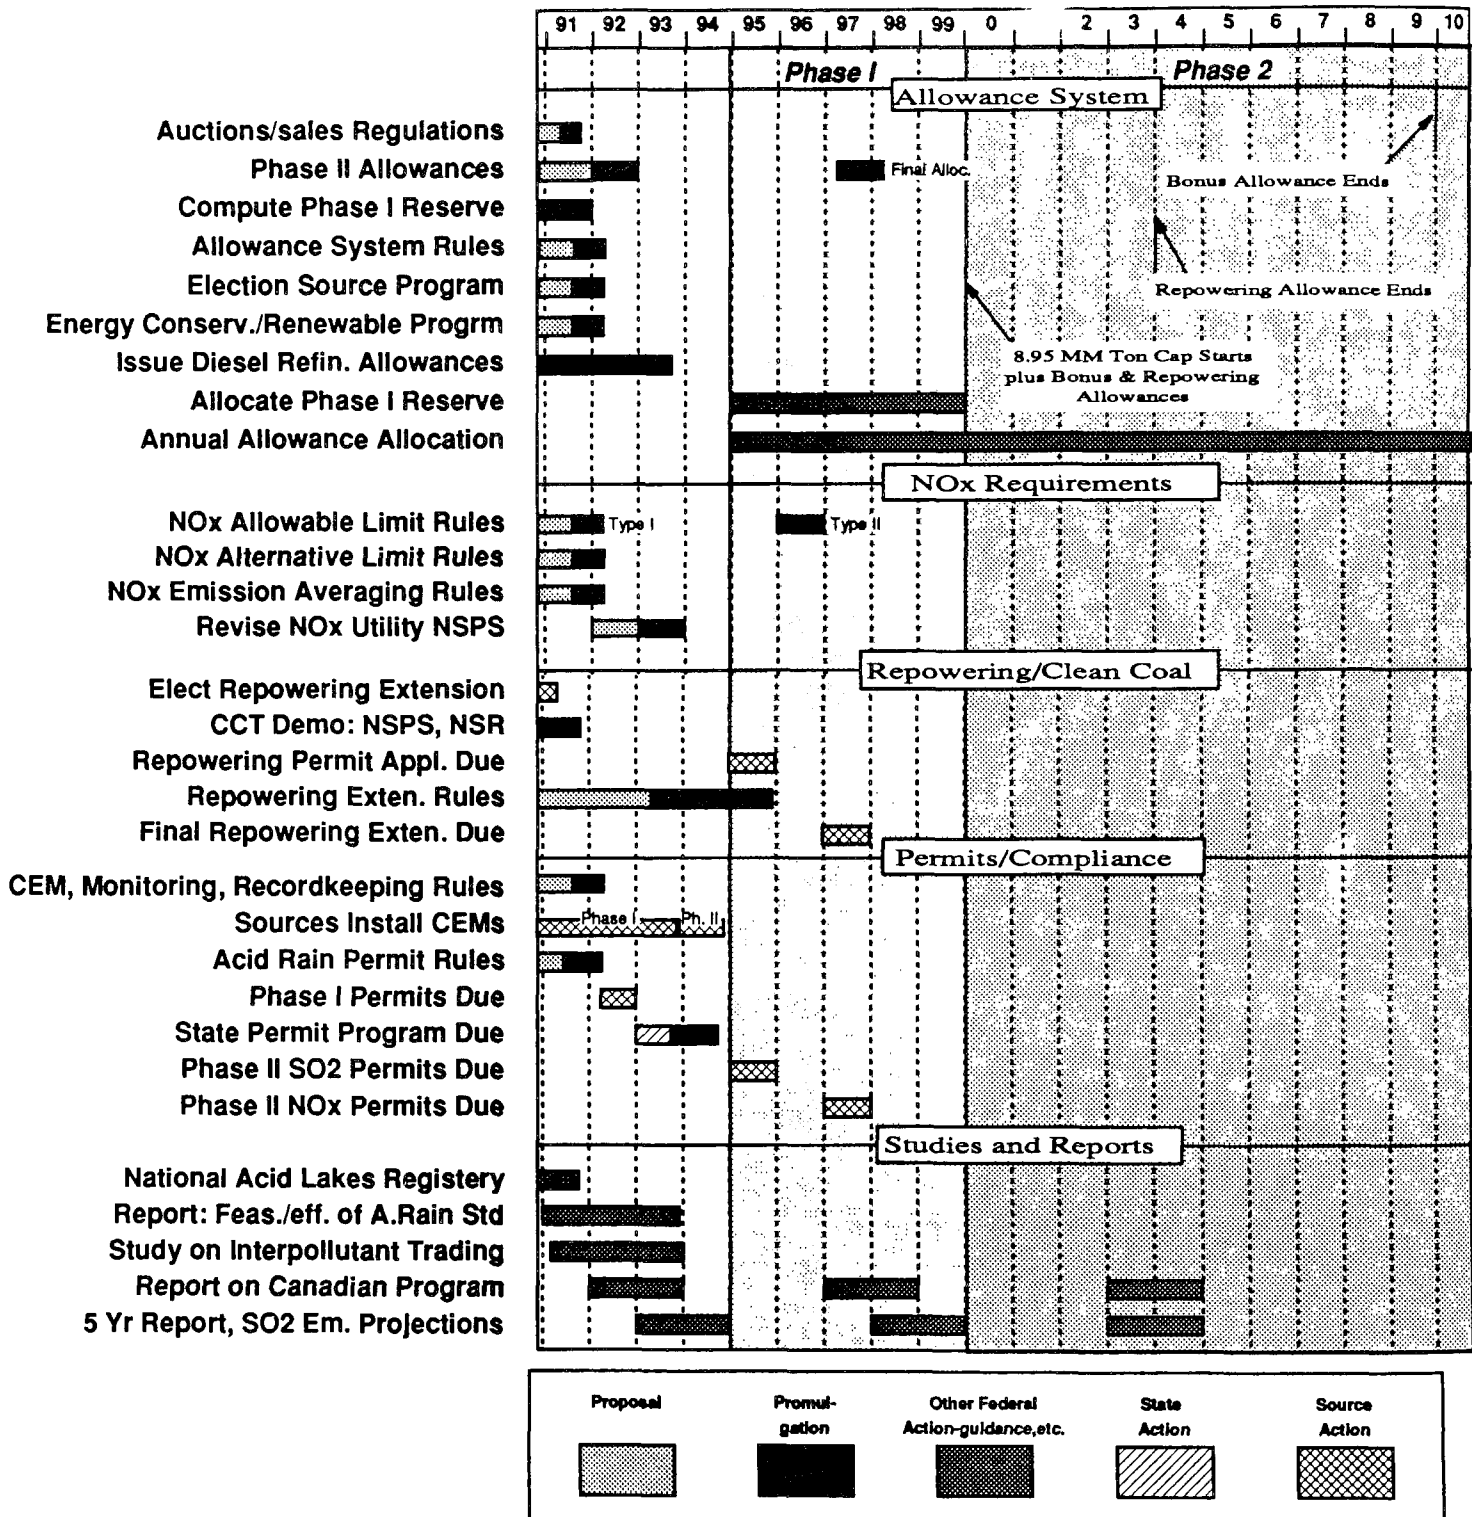 91 92 93 94 95 96 97 98 99 0 2 3 4 5 6 7 8 9 10
Phase I Phase 2
Allowance System
Auctions/sales Regulations
Phase II Allowances Final Alloc.
Bonus Allowance Ends
Compute Phase I Reserve
Allowance System Rules
Election Source Program
Repowering Allowance Ends
Energy Conserv./Renewable Progrm
Issue Diesel Refin. Allowances
8.95 MM Ton Cap Starts
plus Bonus & Repowering
Allowances
Allocate Phase I Reserve
Annual Allowance Allocation
NOx Requirements
NOx Allowable Limit Rules Type I Type II
NOx Alternative Limit Rules
NOx Emission Averaging Rules
Revise NOx Utility NSPS
Repowering/Clean Coal
Elect Repowering Extension
CCT Demo: NSPS, NSR
Repowering Permit Appl. Due
Repowering Exten. Rules
Final Repowering Exten. Due
Permits/Compliance
CEM, Monitoring, Recordkeeping Rules
Sources Install CEMs Phase I Ph. II
Acid Rain Permit Rules
Phase I Permits Due
State Permit Program Due
Phase II SO2 Permits Due
Phase II NOx Permits Due
Studies and Reports
National Acid Lakes Registery
Report: Feas./eff. of A.Rain Std
Study on Interpollutant Trading
Report on Canadian Program
5 Yr Report, SO2 Em. Projections
Proposal
Promul-
gation
Other Federal
Action-guidance,etc.
State
Action
Source
Action